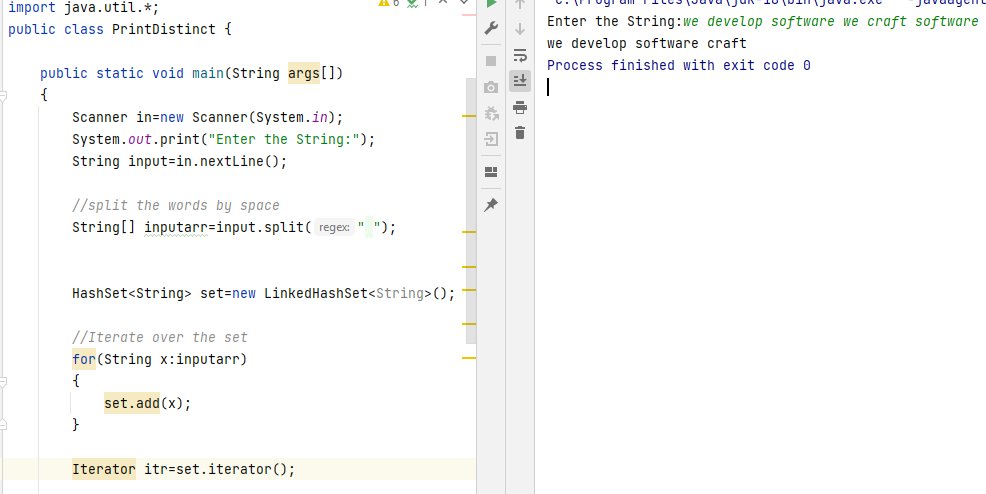 import java.util.*;
public class PrintDistinct {
public static void main(String args[])
{
Scanner in=new Scanner(System.in);
System.out.print("Enter the String:");
String input=in.nextLine();
//split the words by space
String[] inputarr=input.split( regex: " ");
HashSet<String> set=new LinkedHashSet<String>();
//Iterate over the set
for(String x:inputarr)
{
set.add(x);
}
Iterator itr=set.iterator();
6
1
Enter the String:we develop software we craft software
we develop software craft
Process finished with exit code 0